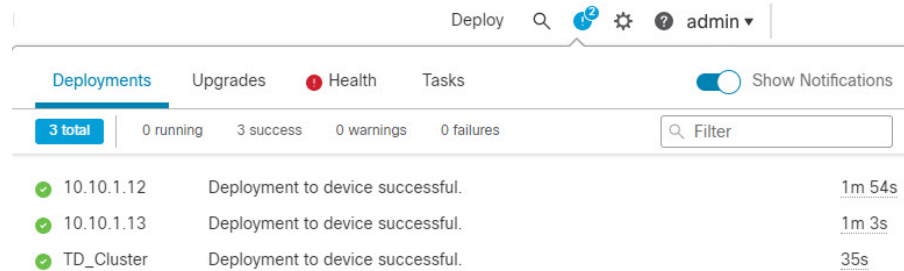 Deploy 2 ? admin
Deployments Upgrades ! Health Tasks Show Notifications
3 total 0 running 3 success 0 warnings 0 failures Filter
10.10.1.12 Deployment to device successful. 1m 54s
10.10.1.13 Deployment to device successful. 1m 3s
TD_Cluster Deployment to device successful. 35s